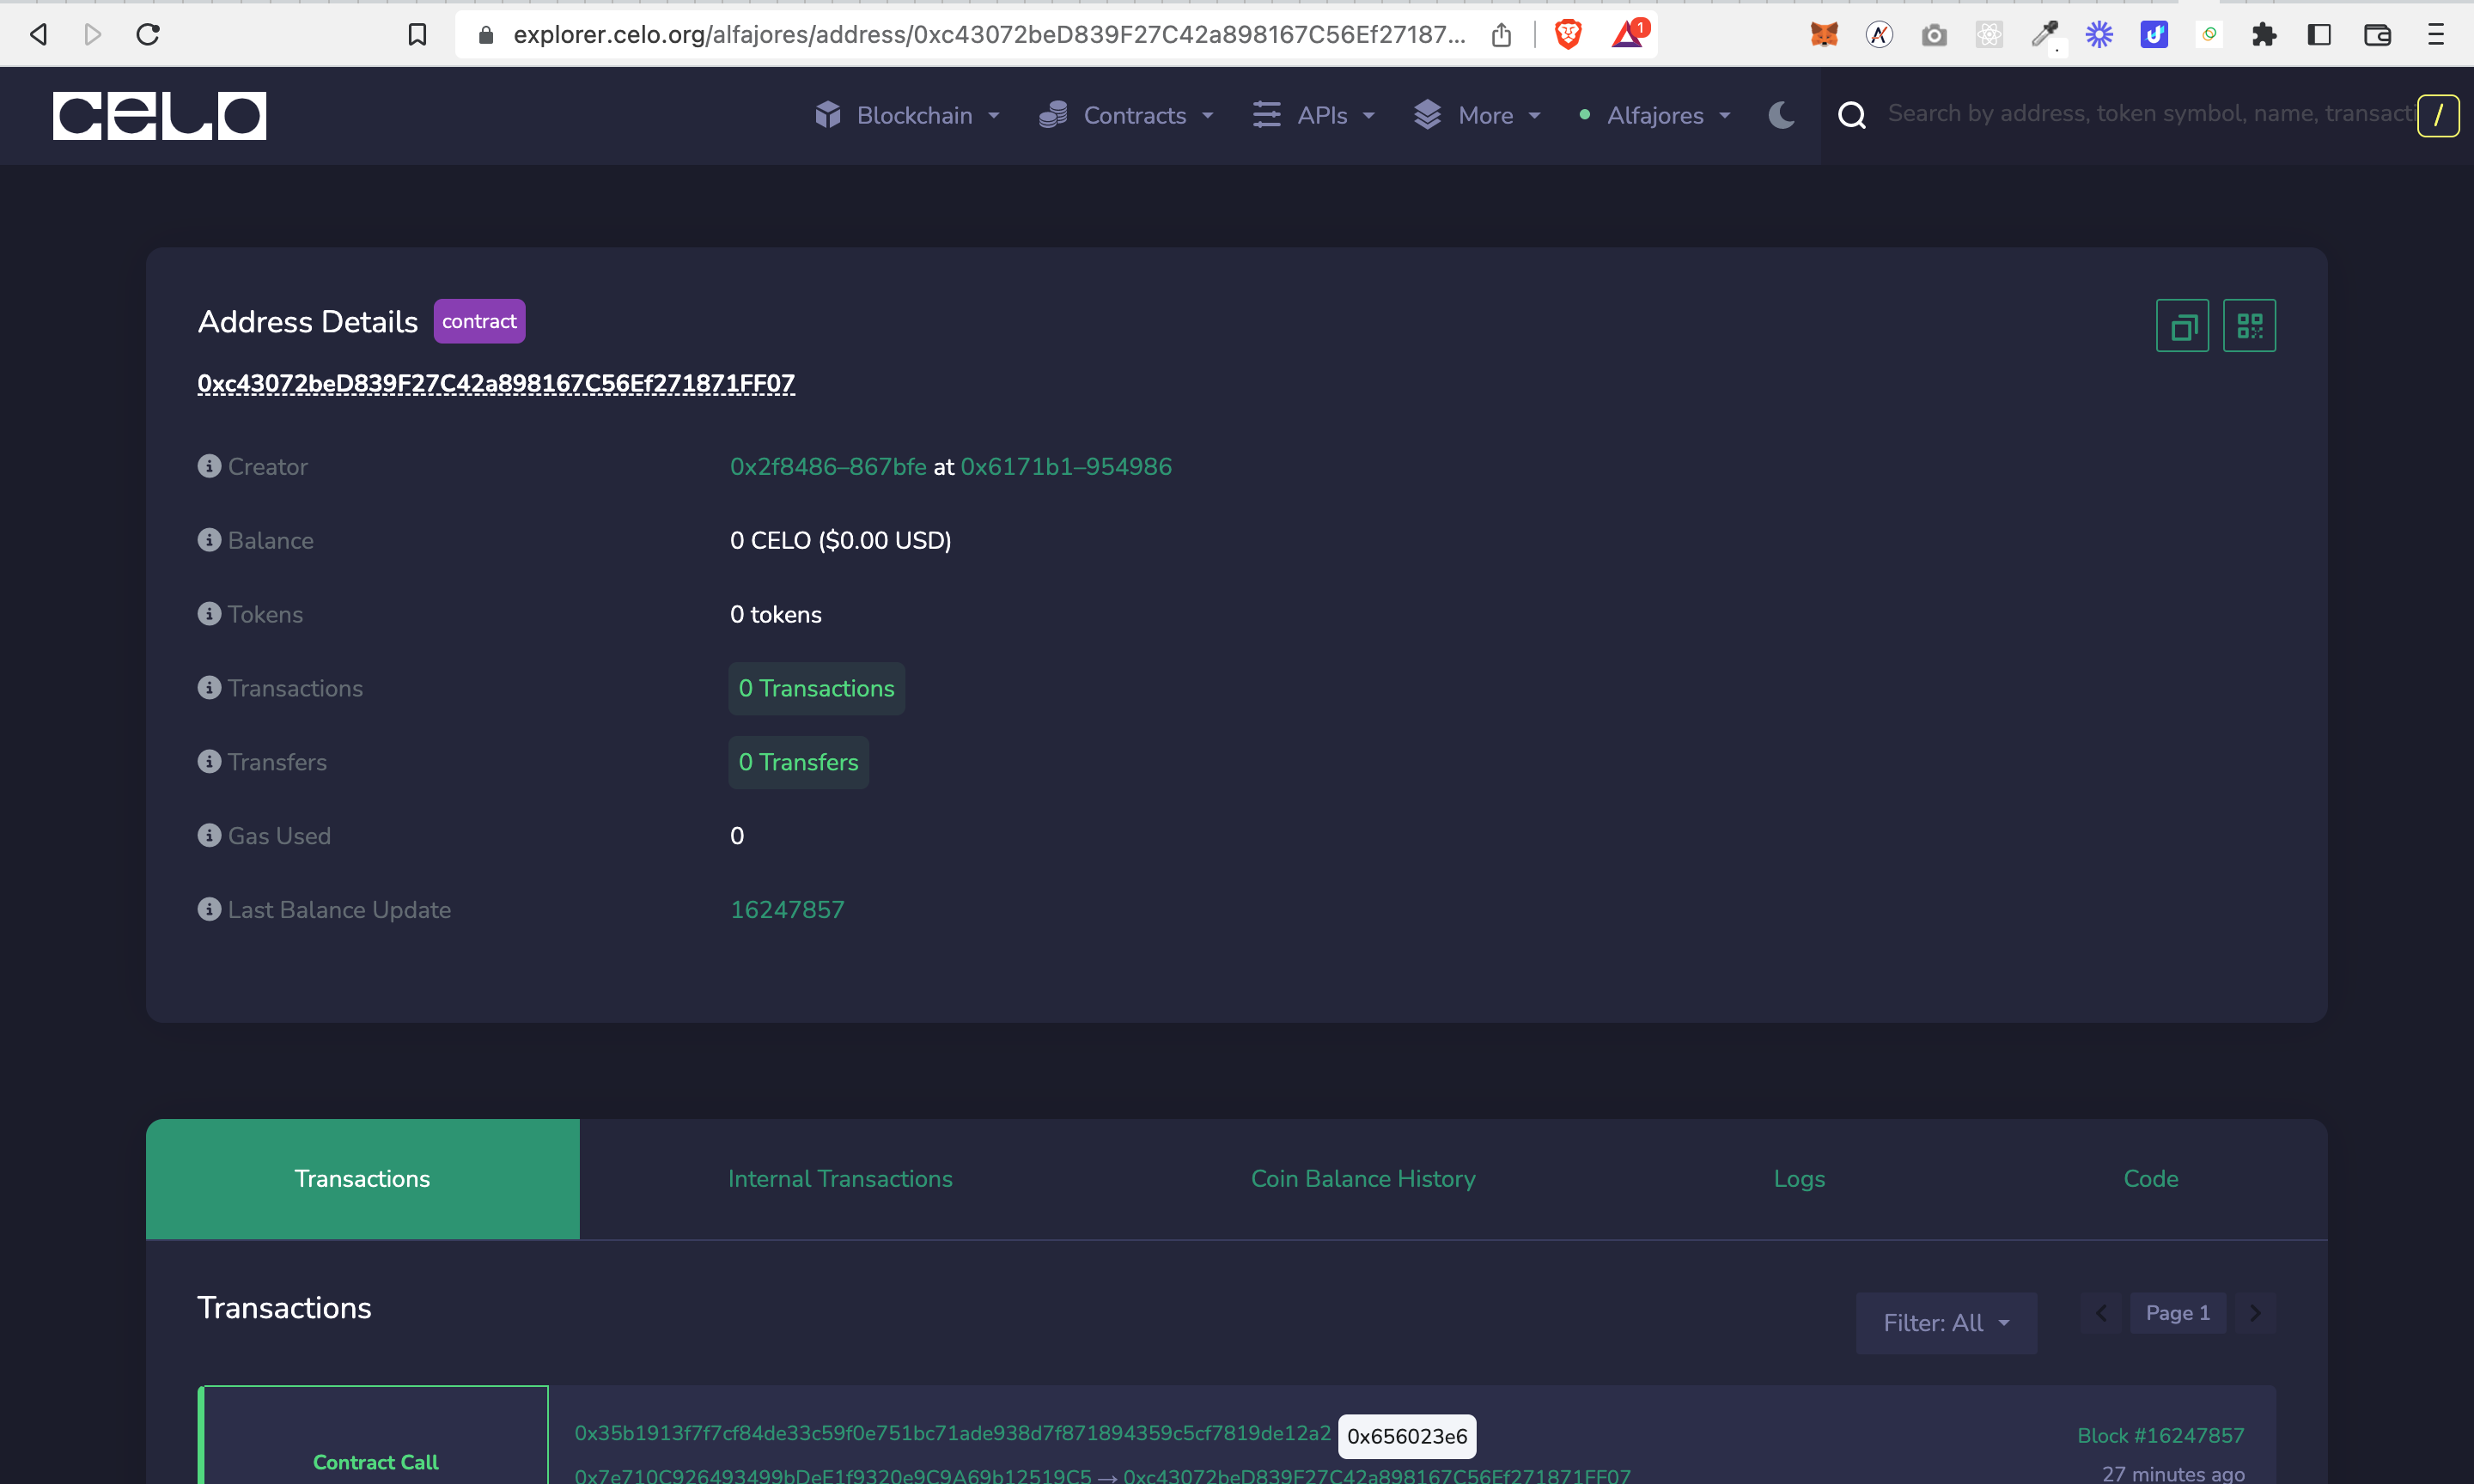 explorer.celo.org/alfajores/address/0xc43072beD839F27C42a898167C56Ef27187...
1
CELO
Blockchain
Contracts
APIs
More
Alfajores
Search by address, token symbol, name, transacti
/
Address Details contract
0xc43072beD839F27C42a898167C56Ef271871FF07
Creator 0x2f8486–867bfe at 0x6171b1–954986
Balance 0 CELO ($0.00 USD)
Tokens 0 tokens
Transactions 0 Transactions
Transfers 0 Transfers
Gas Used 0
Last Balance Update 16247857
Transactions Internal Transactions Coin Balance History Logs Code
Transactions Filter: All Page 1
0x35b1913f7f7cf84de33c59f0e751bc71ade938d7f871894359c5cf7819de12a2 0x656023e6 Block #16247857
Contract Call
0x7e710C926493499bDeE1f9320e9C9A69b12519C5 → 0xc43072beD839F27C42a898167C56Ef271871FF07 27 minutes ago